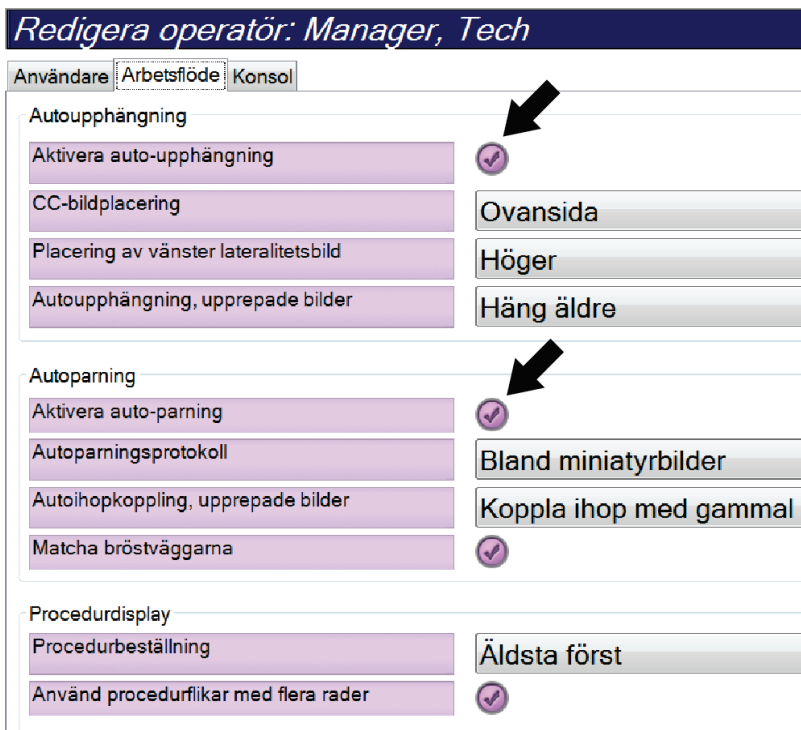 Redigera operatör: Manager, Tech
Användare Arbetsflöde Konsol
Autoupphängning
Aktivera auto-upphängning
CC-bildplacering Ovansida
Placering av vänster lateralitetsbild Höger
Autoupphängning, upprepade bilder Häng äldre
Autoparning
Aktivera auto-parning
Autoparningsprotokoll Bland miniatyrbilder
Autoihopkoppling, upprepade bilder Koppla ihop med gammal
Matcha bröstväggarna
Procedurdisplay
Procedurbeställning Äldsta först
Använd procedurflikar med flera rader